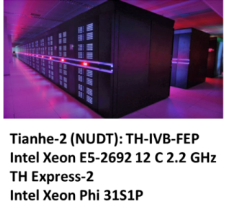 Tianhe-2 (NUDT): TH-IVB-FEP
Intel Xeon E5-2692 12 C 2.2 GHz
TH Express-2
Intel Xeon Phi 31S1P